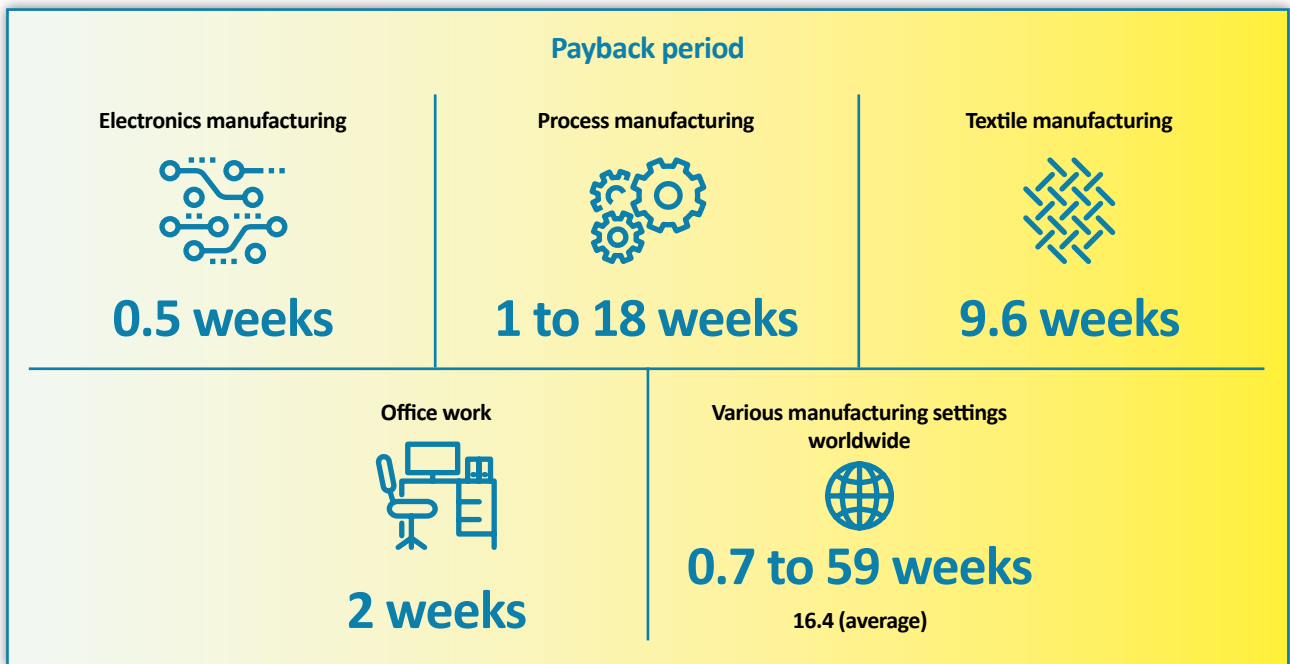 Payback period
Electronics manufacturing
0.5 weeks
Process manufacturing
1 to 18 weeks
Textile manufacturing
9.6 weeks
Office work
2 weeks
Various manufacturing settings
worldwide
0.7 to 59 weeks
16.4 (average)